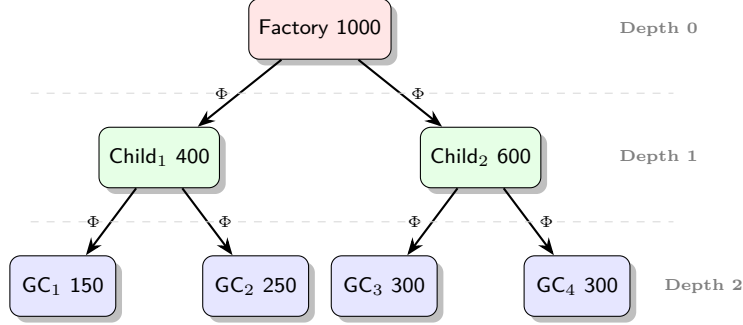 Factory 1000
Depth 0
Φ Φ
Child₁ 400
Child₂ 600
Depth 1
Φ Φ Φ Φ
GC₁ 150
GC₂ 250
GC₃ 300
GC₄ 300
Depth 2